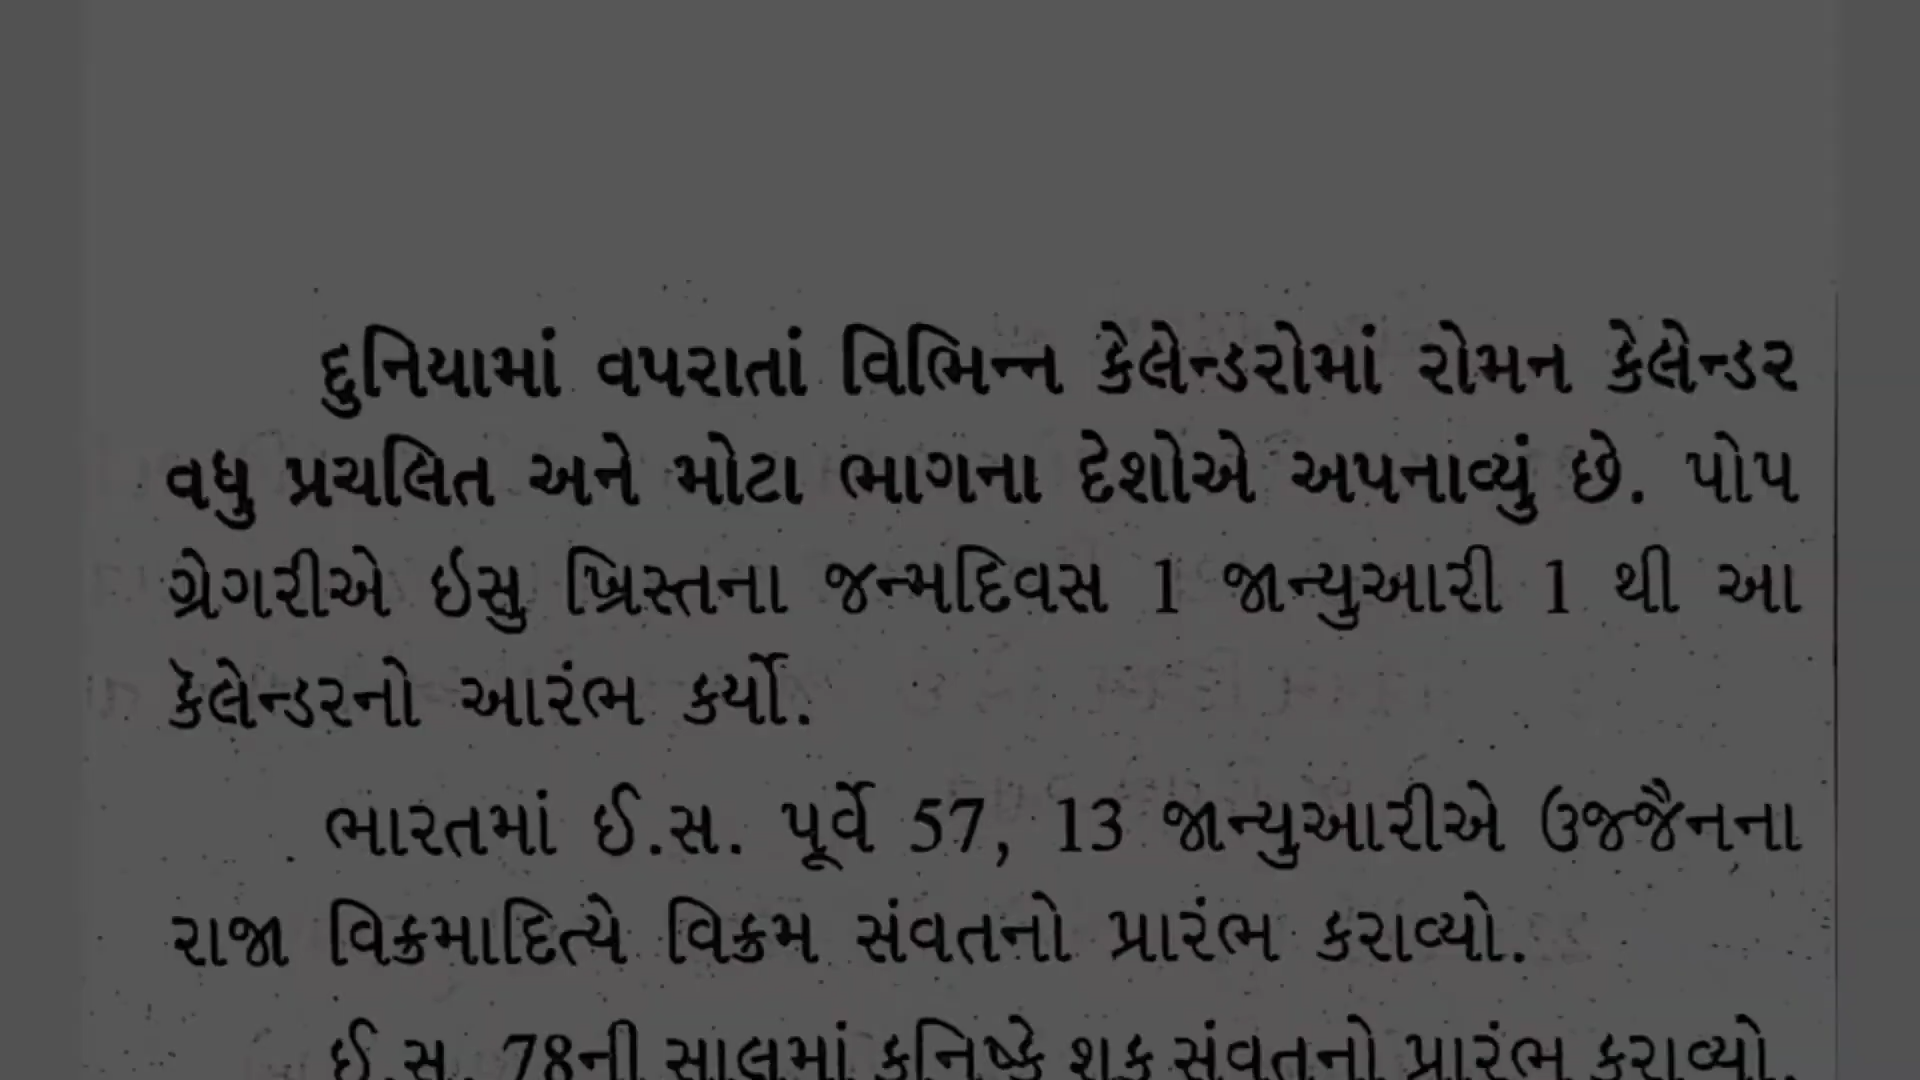 દુનિયામાં વપરાતાં વિભિન્ન કેલેન્ડરોમાં રોમન કેલેન્ડર
વધુ પ્રચલિત અને મોટા ભાગના દેશોએ અપનાવ્યું છે. પોપ
ગ્રેગરીએ ઇસુ ખ્રિસ્તના જન્મદિવસ 1 જાન્યુઆરી 1 થી આ
કૅલેન્ડરનો આરંભ કર્યો.
ભારતમાં ઈ.સ. પૂર્વે 57, 13 જાન્યુઆરીએ ઉજ્જૈનના
રાજા વિક્રમાદિત્યે વિક્રમ સંવતનો પ્રારંભ કરાવ્યો.
ઈ.સ. 78ની સાલમાં કનિષ્કે શક સંવતનો પ્રારંભ કરાવ્યો.